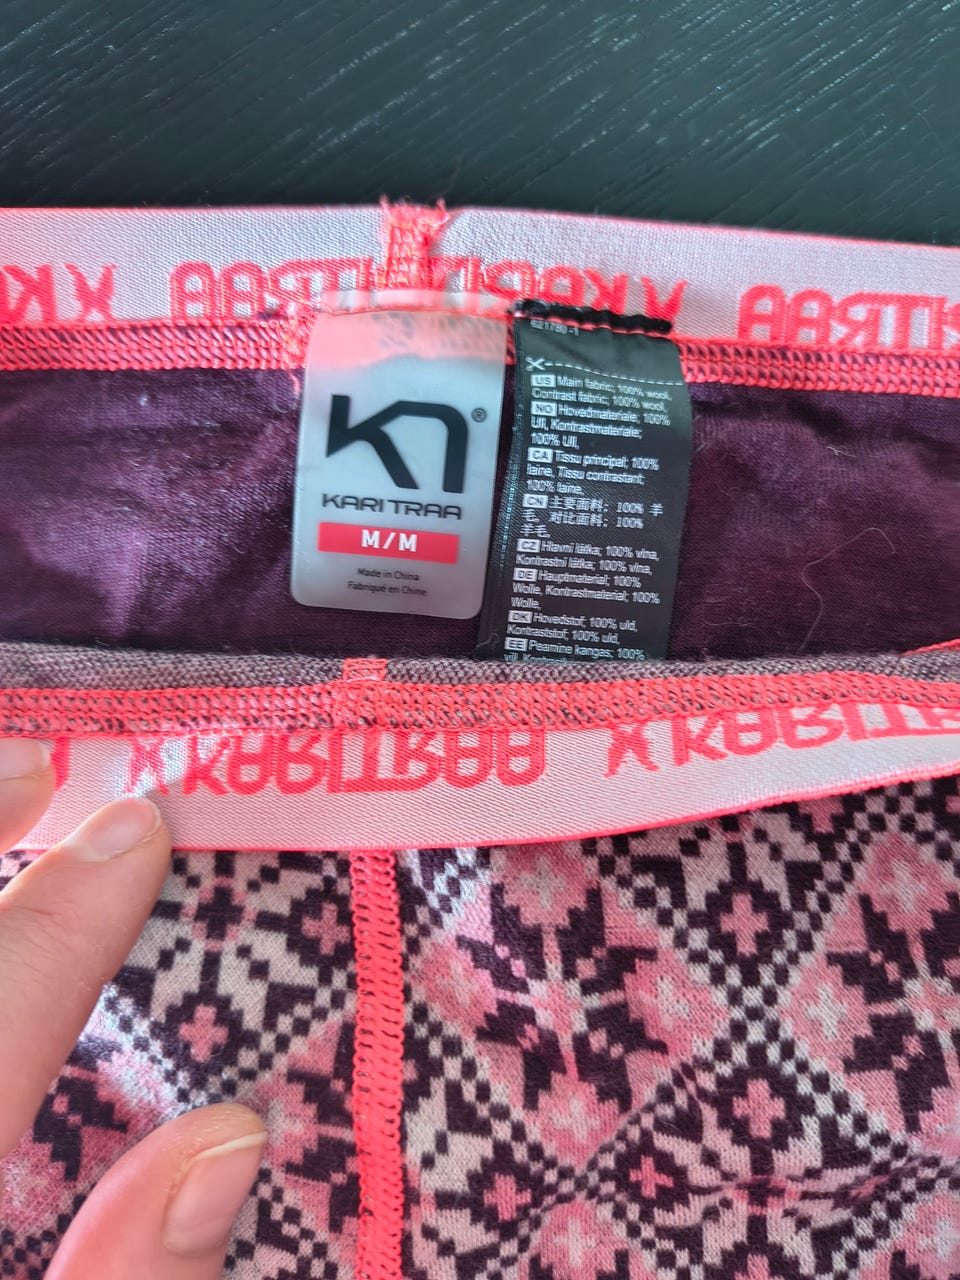 KARI TRAA X KARI TRAA X K
K1®
KARI TRAA
M/M
Made in China
Fabriqué en Chine
621780 -1
US Main fabric; 100% wool,
Contrast fabric; 100% wool,
NO Hovedmateriale; 100%
Ull, Kontrastmateriale;
100% Ull,
CA Tissu principal; 100%
laine, Tissu contrastant;
100% laine,
CN 主要面料; 100% 羊
毛, 对比面料; 100%
羊毛,
CZ Hlavní látka; 100% vlna,
Kontrastní látka; 100% vlna,
DE Hauptmaterial; 100%
Wolle, Kontrastmaterial; 100%
Wolle,
DK Hovedstof; 100% uld,
Kontraststof; 100% uld,
EE Peamine kangas; 100%
vill,
X KARI TRAA X KARI TRAA